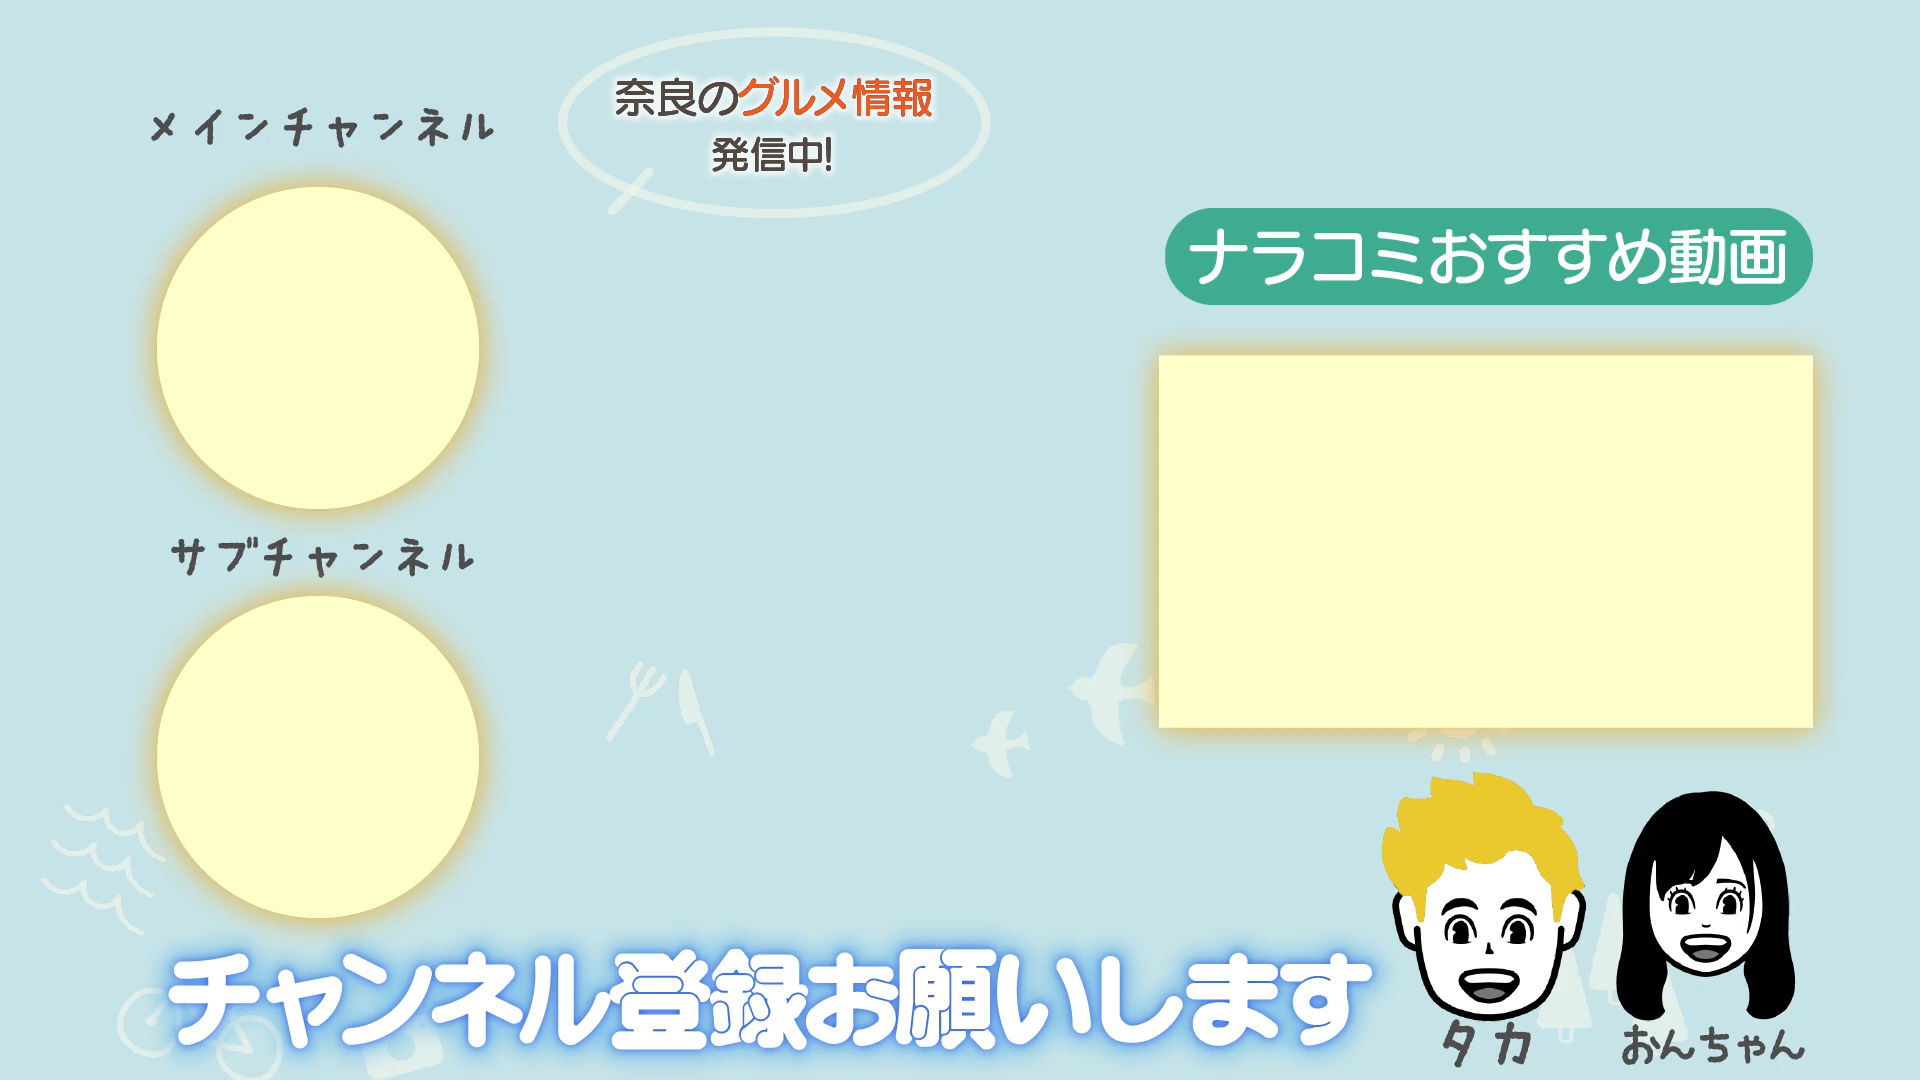 メインチャンネル
奈良のグルメ情報
発信中!
ナラコミおすすめ動画
サブチャンネル
チャンネル登録お願いします
タカ
おんちゃん